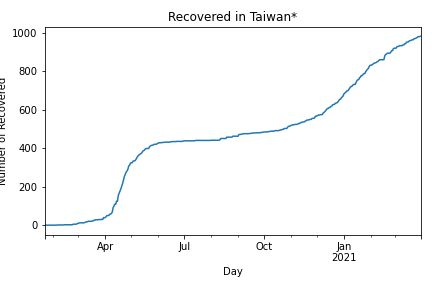 Recovered in Taiwan*
Number of Recovered
1000
800
600
400
200
0
Apr
Jul
Oct
Jan
2021
Day